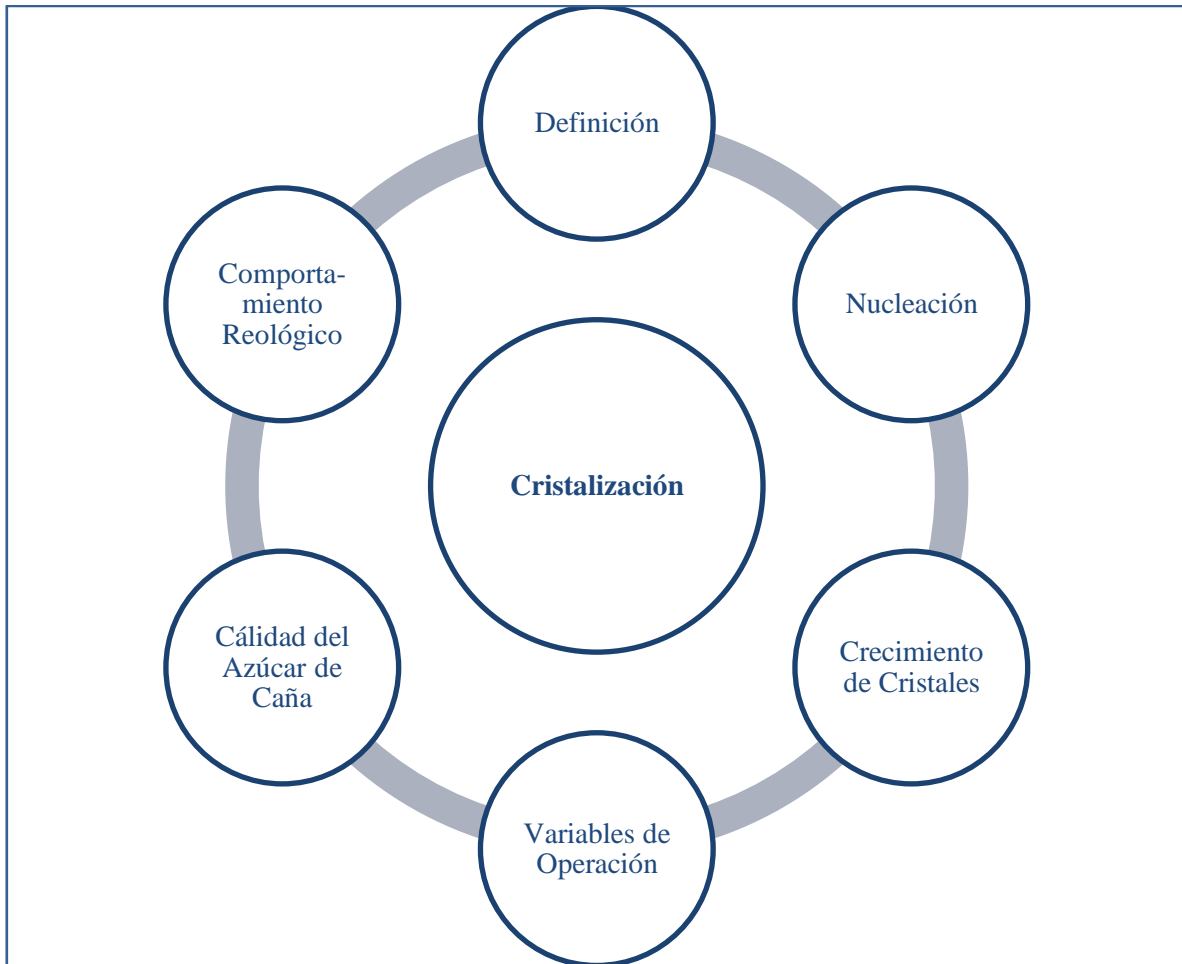 Definición
Nucleación
Crecimiento
de Cristales
Variables de
Operación
Cálidad del
Azúcar de
Caña
Comporta-
miento
Reológico
Cristalización